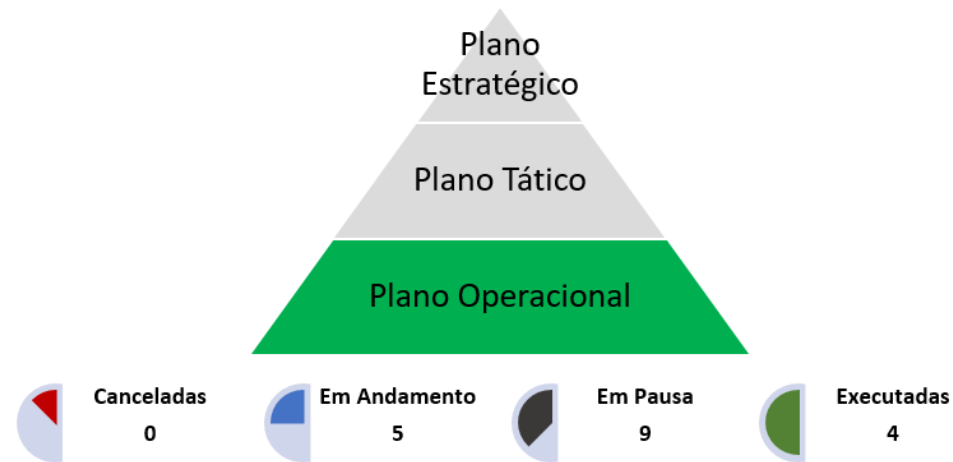 Plano
Estratégico
Plano Tático
Plano Operacional
Canceladas
0
Em Andamento
5
Em Pausa
9
Executadas
4